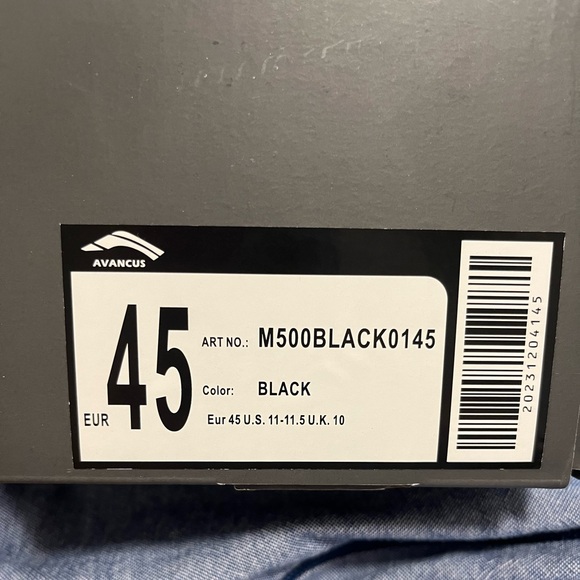 AVANCUS
EUR 45
ART NO.: M500BLACK0145
Color: BLACK
Eur 45 U.S. 11-11.5 U.K. 10
20231204145